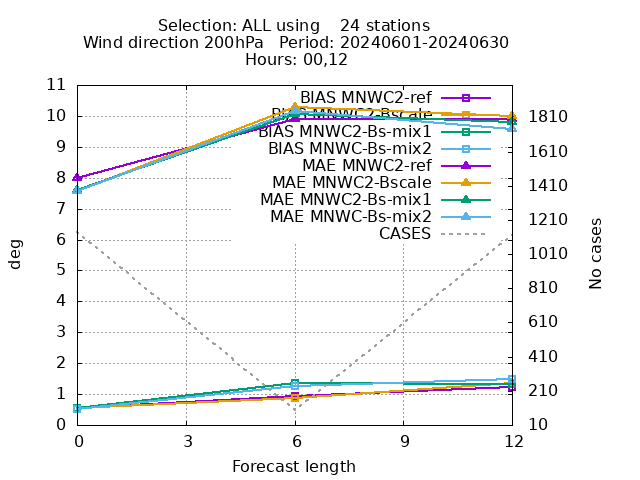 Selection: ALL using 24 stations
Wind direction 200hPa Period: 20240601-20240630
Hours: 00,12
BIAS MNWC2-ref
BIAS MNWC2-Bscale
BIAS MNWC2-Bs-mix1
BIAS MNWC-Bs-mix2
MAE MNWC2-ref
MAE MNWC2-Bscale
MAE MNWC2-Bs-mix1
MAE MNWC-Bs-mix2
CASES
deg
11
10
9
8
7
6
5
4
3
2
1
0
0 3 6 9 12
Forecast length
1810
1610
1410
1210
1010
810
610
410
210
10
No cases